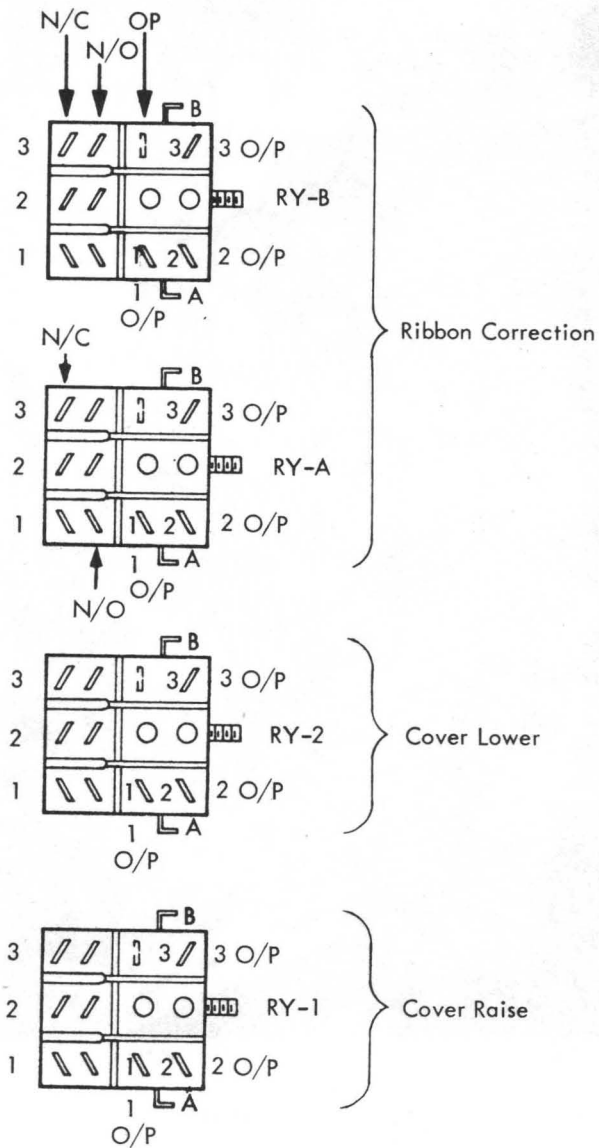 N/C OP
N/O
B
3 3 3 O/P
2 RY-B
1 1 2 2 O/P
1 A
O/P
Ribbon Correction
N/C
B
3 3 3 O/P
2 RY-A
1 1 2 2 O/P
1 A
N/O O/P
B
3 3 3 O/P
2 RY-2 Cover Lower
1 1 2 2 O/P
1 A
O/P
B
3 3 3 O/P
2 RY-1 Cover Raise
1 1 2 2 O/P
1 A
O/P